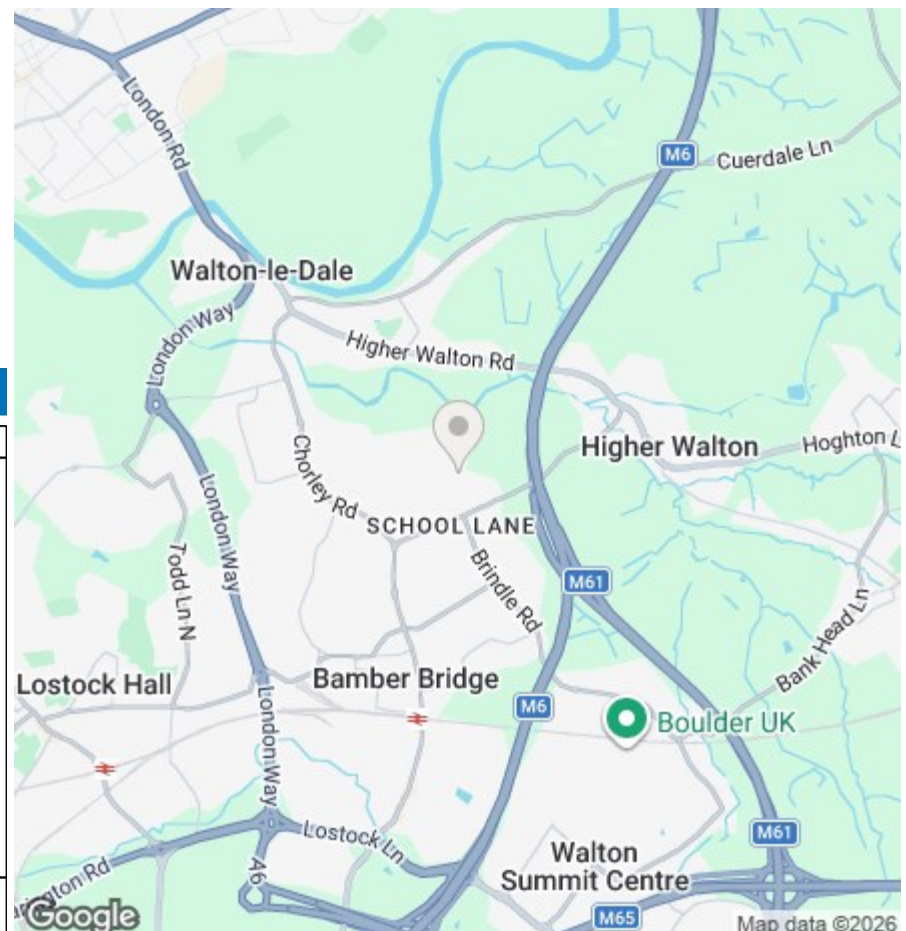 London Rd
M6
Cuerdale Ln
Walton-le-Dale
London Way
Higher Walton Rd
Higher Walton
Hoghton L
Chorley Rd
SCHOOL LANE
London Way
Todd Ln N
Brindle Rd
M61
Bank Head Ln
Lostock Hall
Bamber Bridge
London Way
M6
Boulder UK
Lostock Ln
M61
Walton
Summit Centre
A6
M65
Google
Map data ©2026